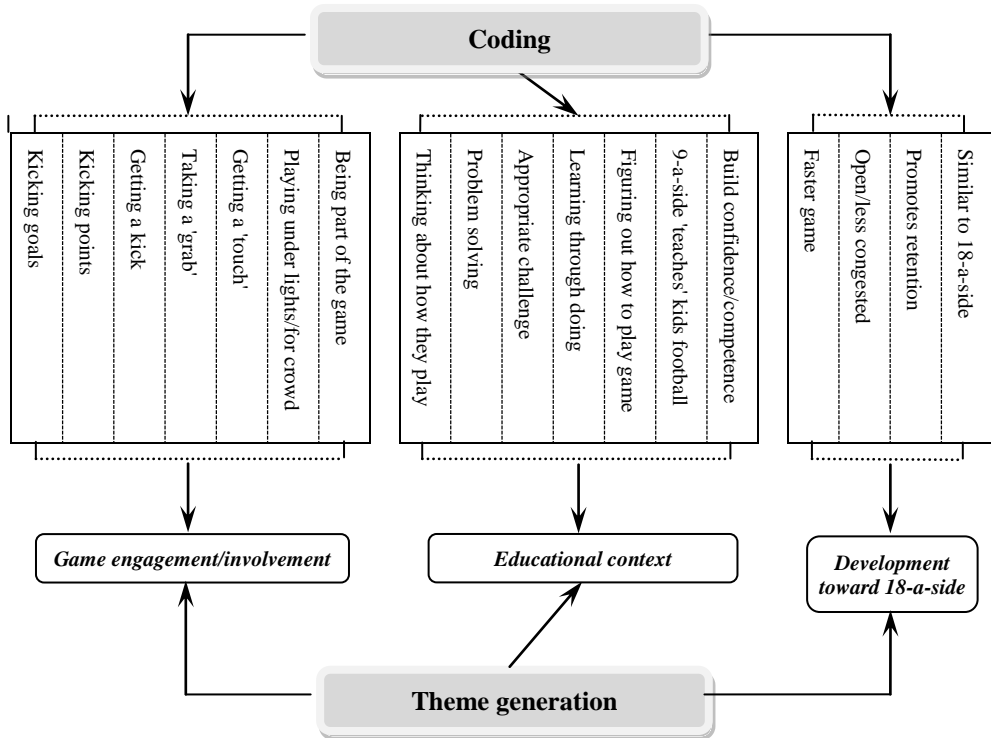 Coding
Kicking goals
Kicking points
Getting a kick
Taking a 'grab'
Getting a 'touch'
Playing under lights/for crowd
Being part of the game
Thinking about how they play
Problem solving
Appropriate challenge
Learning through doing
Figuring out how to play game
9-a-side 'teaches' kids football
Build confidence/competence
Faster game
Open/less congested
Promotes retention
Similar to 18-a-side
Game engagement/involvement
Educational context
Development
toward 18-a-side
Theme generation